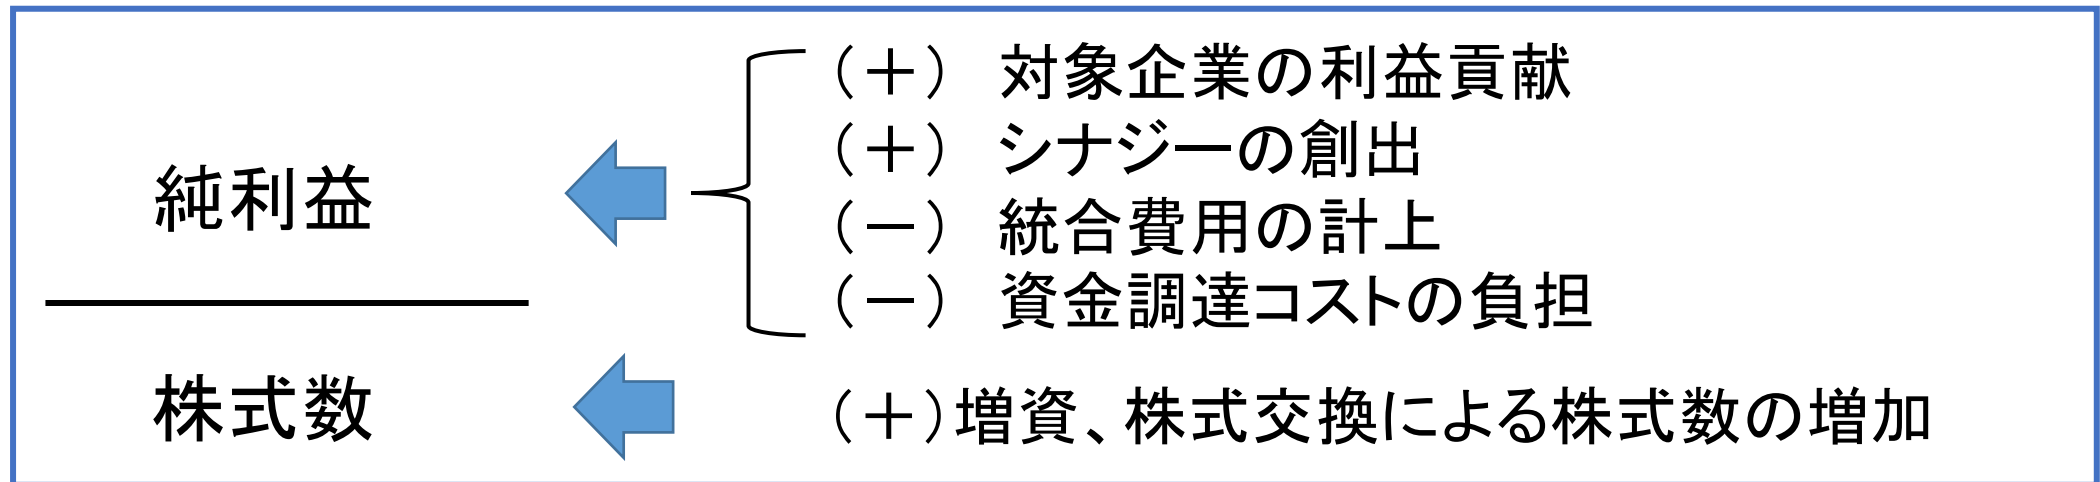 （＋）　対象企業の利益貢献
（＋）　シナジーの創出
純利益
（－）　統合費用の計上
（－）　資金調達コストの負担
株式数
（＋）増資、株式交換による株式数の増加